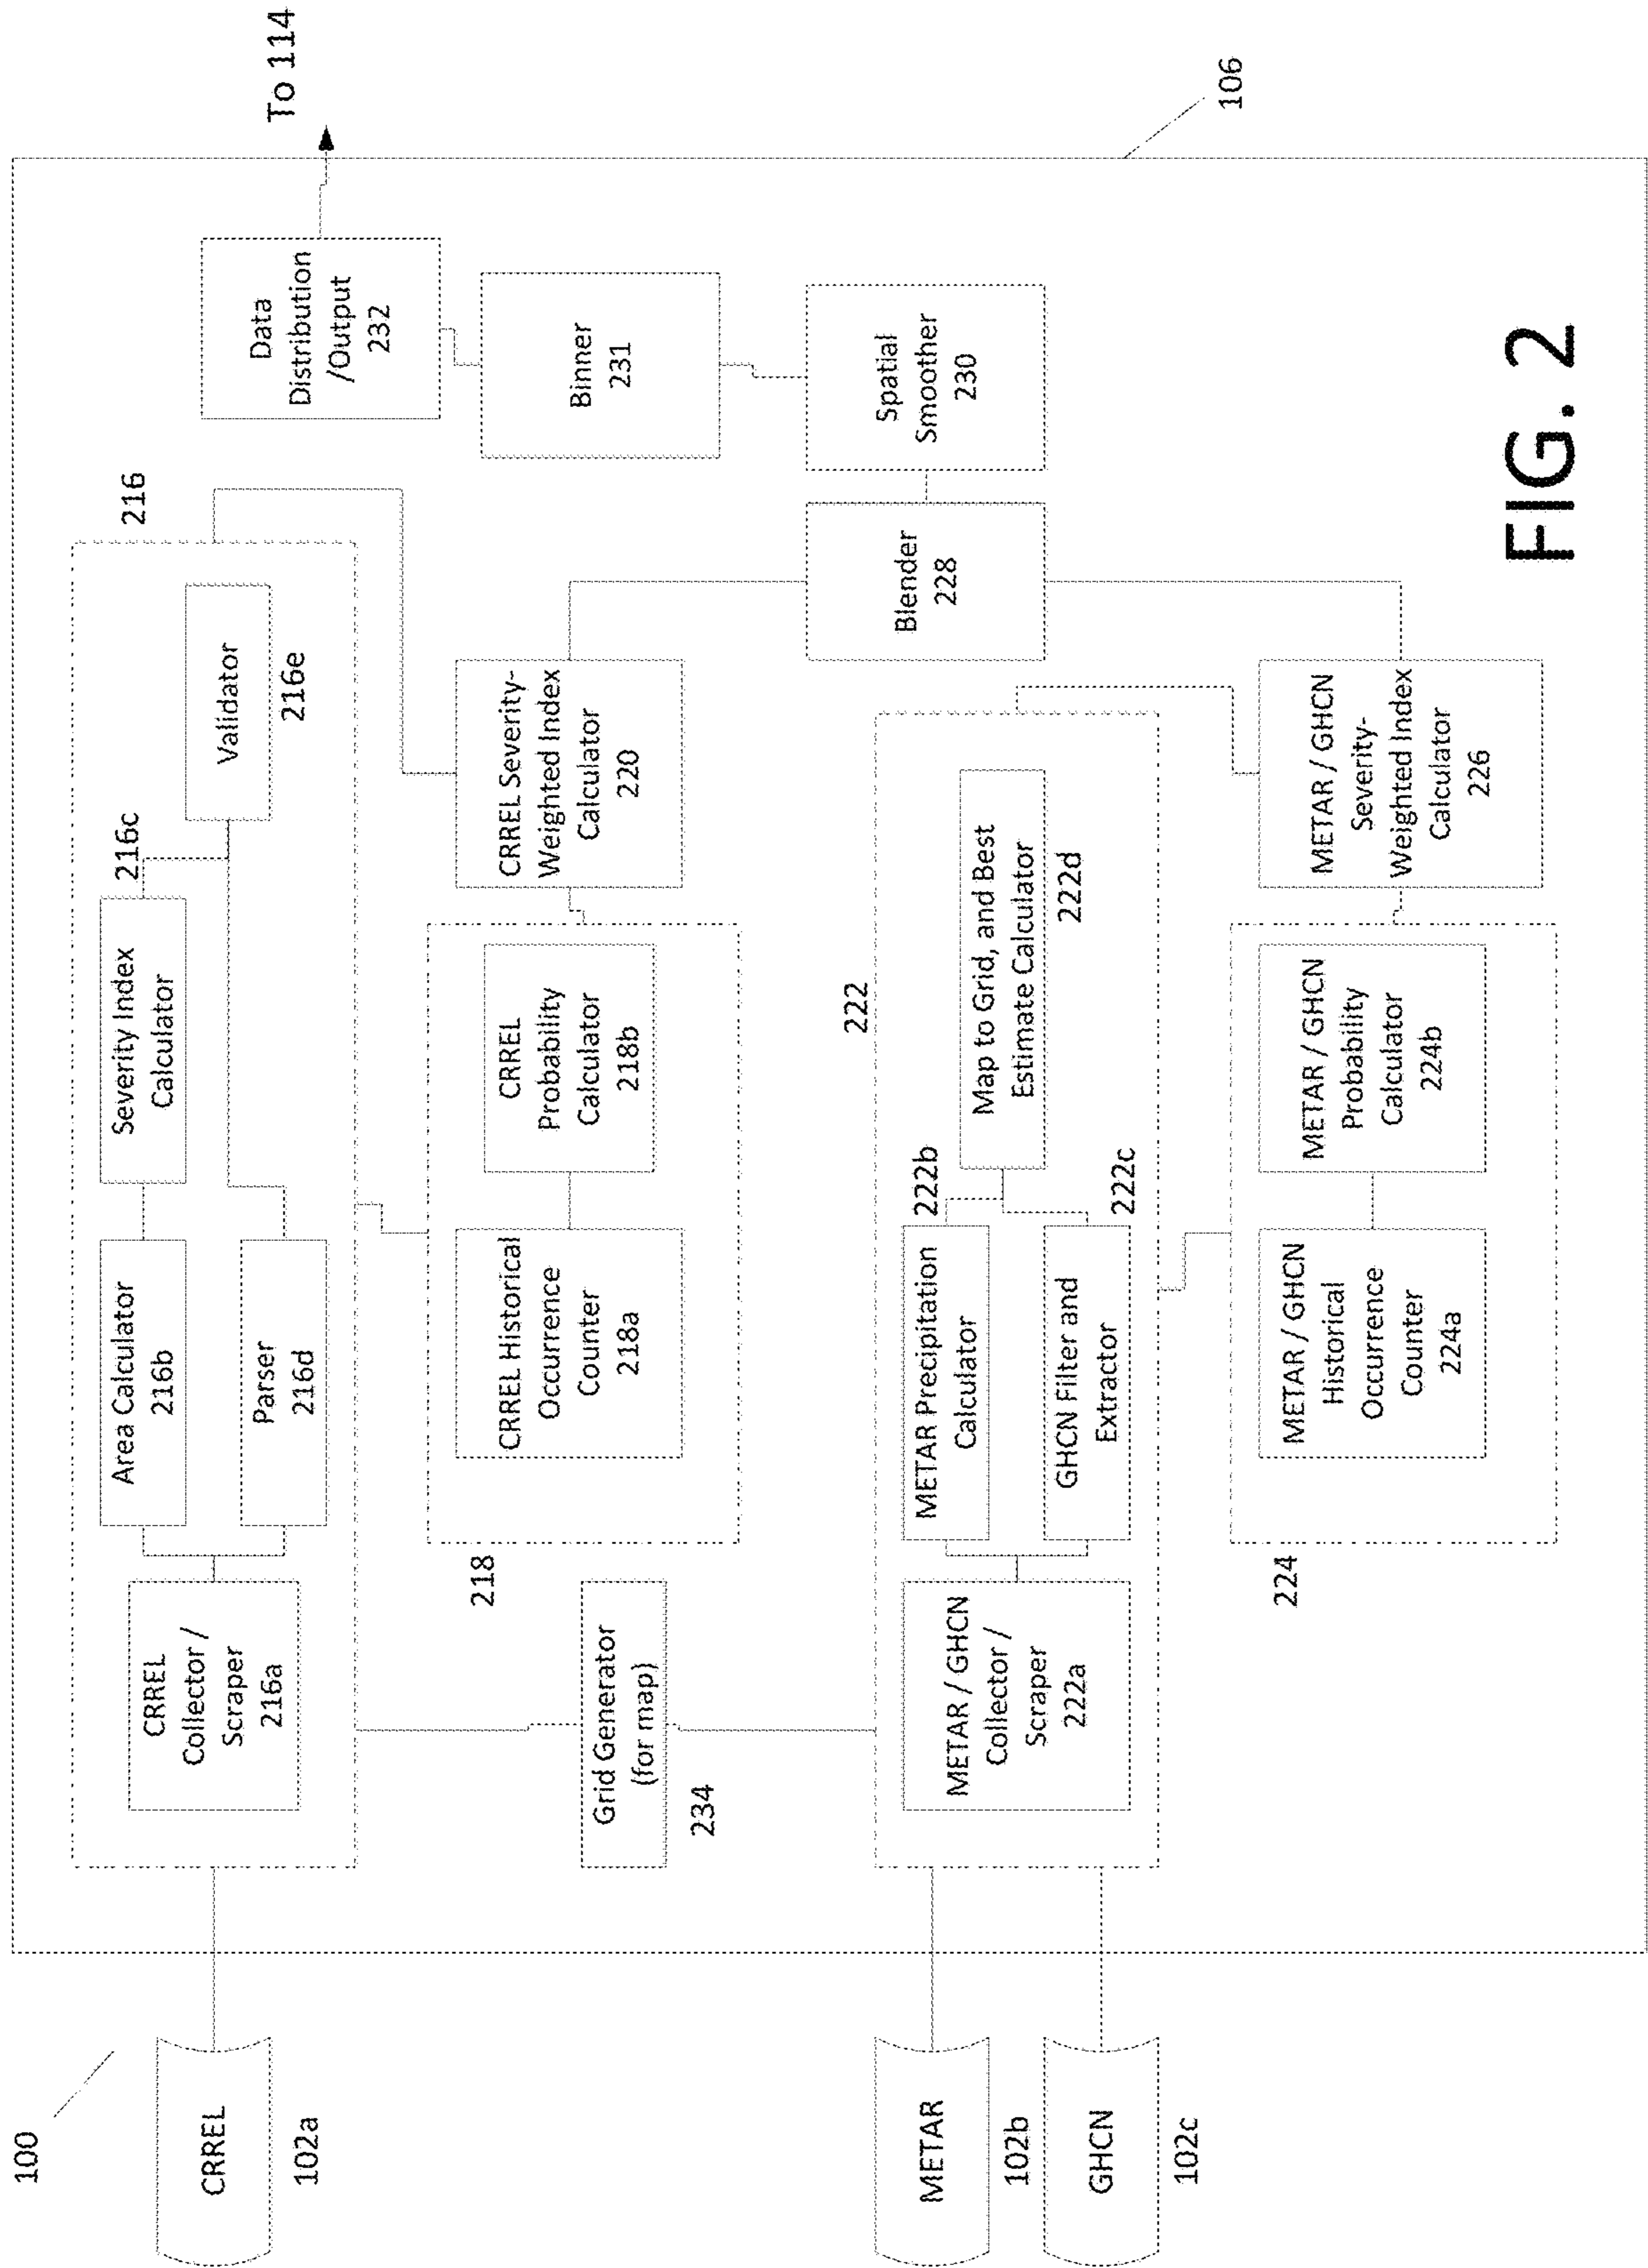 100
CRREL
102a
METAR
102b
GHCN
102c
216
CRREL
Collector /
Scraper
216a
Area Calculator
216b
Parser
216d
Severity Index
Calculator
216c
Validator
216e
218
CRREL Historical
Occurrence
Counter
218a
CRREL
Probability
Calculator
218b
CRREL Severity-
Weighted Index
Calculator
220
Grid Generator
(for map)
234
222
METAR / GHCN
Collector /
Scraper
222a
METAR Precipitation
Calculator
222b
GHCN Filter and
Extractor
222c
Map to Grid, and Best
Estimate Calculator
222d
224
METAR / GHCN
Historical
Occurrence
Counter
224a
METAR / GHCN
Probability
Calculator
224b
METAR / GHCN
Severity-
Weighted Index
Calculator
226
Blender
228
Spatial
Smoother
230
Binner
231
Data
Distribution
/Output
232
To 114
106
FIG. 2